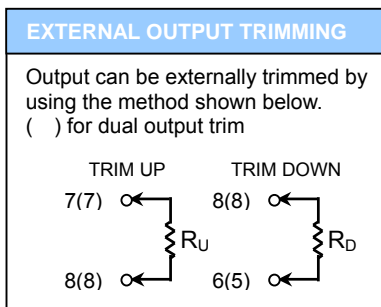 EXTERNAL OUTPUT TRIMMING
Output can be externally trimmed by
using the method shown below.
( ) for dual output trim
TRIM UP TRIM DOWN
7(7) 8(8)
RU RD
8(8) 6(5)